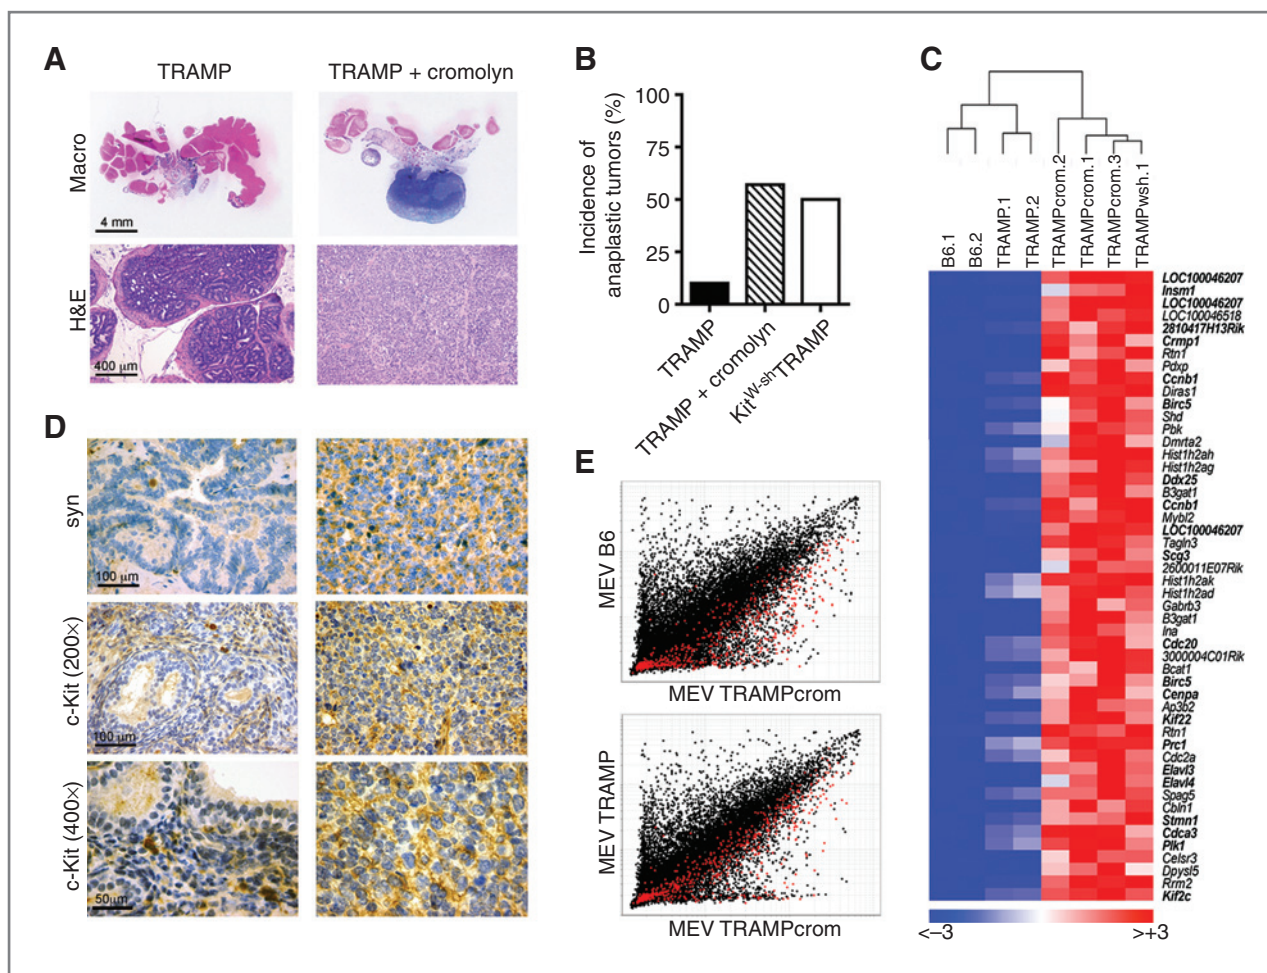 A
TRAMP
TRAMP + cromolyn
Macro
4 mm
H&E
400 µm
B
Incidence of
anaplastic tumors (%)
100
75
50
25
0
TRAMP
TRAMP + cromolyn
KitW-shTRAMP
C
B6.1
B6.2
TRAMP.1
TRAMP.2
TRAMPcrom.2
TRAMPcrom.1
TRAMPcrom.3
TRAMPwsh.1
LOC100046207
Insm1
LOC100046207
LOC100046518
2810417H13Rik
Crmp1
Rtn1
Pdxp
Ccnb1
Diras1
Birc5
Shd
Pbk
Dmrta2
Hist1h2ah
Hist1h2ag
Ddx25
B3gat1
Ccnb1
Mybl2
LOC100046207
Tagln3
Scg3
2600011E07Rik
Hist1h2ak
Hist1h2ad
Gabrb3
B3gat1
Ina
Cdc20
3000004C01Rik
Bcat1
Birc5
Cenpa
Ap3b2
Kif22
Rtn1
Prc1
Cdc2a
Elavl3
Elavl4
Spag5
Cbln1
Stmn1
Cdca3
Plk1
Celsr3
Dpysl5
Rrm2
Kif2c
<–3
>+3
D
syn
100 µm
c-Kit (200×)
100 µm
c-Kit (400×)
50µm
E
MEV B6
MEV TRAMPcrom
MEV TRAMP
MEV TRAMPcrom